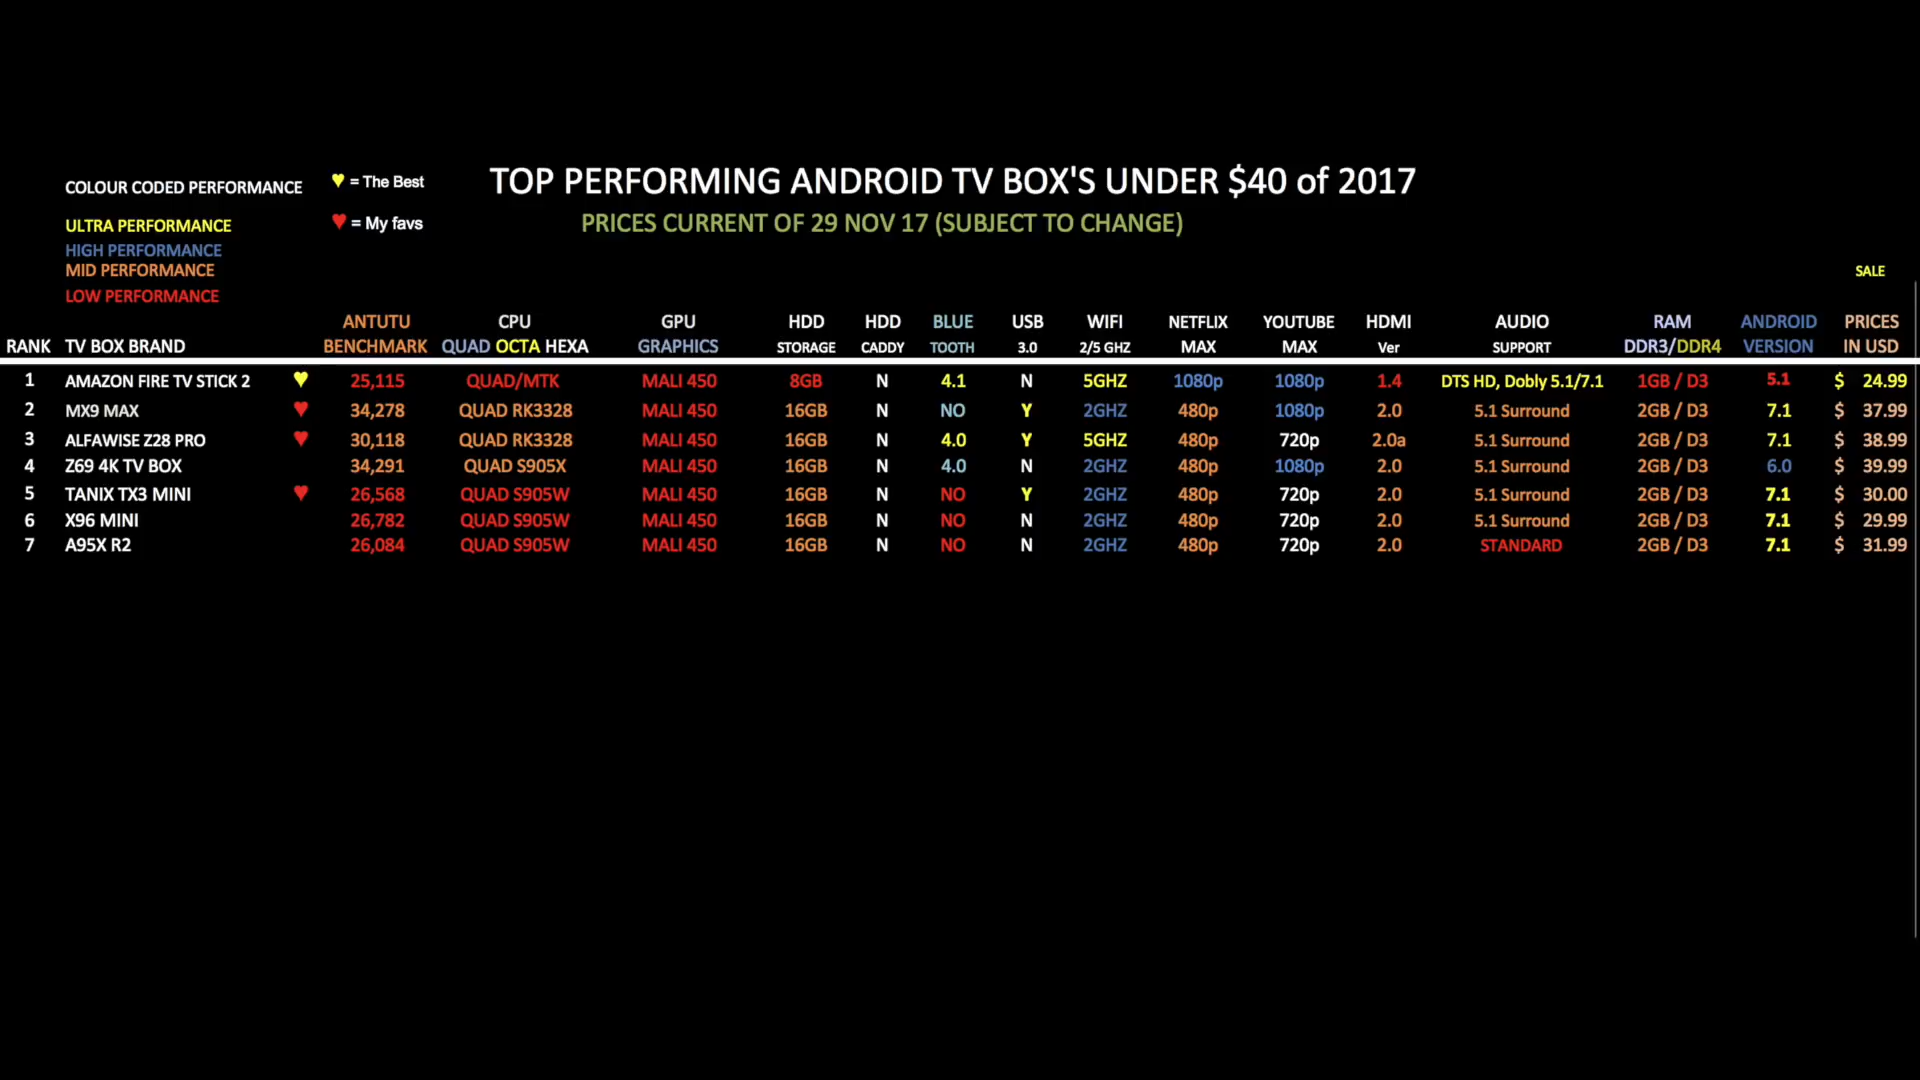 COLOUR CODED PERFORMANCE ♥ = The Best TOP PERFORMING ANDROID TV BOX'S UNDER $40 of 2017
ULTRA PERFORMANCE ♥ = My favs PRICES CURRENT OF 29 NOV 17 (SUBJECT TO CHANGE)
HIGH PERFORMANCE
MID PERFORMANCE SALE
LOW PERFORMANCE
ANTUTU CPU GPU HDD HDD BLUE USB WIFI NETFLIX YOUTUBE HDMI AUDIO RAM ANDROID PRICES
RANK TV BOX BRAND BENCHMARK QUAD OCTA HEXA GRAPHICS STORAGE CADDY TOOTH 3.0 2/5 GHZ MAX MAX Ver SUPPORT DDR3/DDR4 VERSION IN USD
1 AMAZON FIRE TV STICK 2 ♥ 25,115 QUAD/MTK MALI 450 8GB N 4.1 N 5GHZ 1080p 1080p 1.4 DTS HD, Dobly 5.1/7.1 1GB / D3 5.1 $ 24.99
2 MX9 MAX ♥ 34,278 QUAD RK3328 MALI 450 16GB N NO Y 2GHZ 480p 1080p 2.0 5.1 Surround 2GB / D3 7.1 $ 37.99
3 ALFAWISE Z28 PRO ♥ 30,118 QUAD RK3328 MALI 450 16GB N 4.0 Y 5GHZ 480p 720p 2.0a 5.1 Surround 2GB / D3 7.1 $ 38.99
4 Z69 4K TV BOX 34,291 QUAD S905X MALI 450 16GB N 4.0 N 2GHZ 480p 1080p 2.0 5.1 Surround 2GB / D3 6.0 $ 39.99
5 TANIX TX3 MINI ♥ 26,568 QUAD S905W MALI 450 16GB N NO Y 2GHZ 480p 720p 2.0 5.1 Surround 2GB / D3 7.1 $ 30.00
6 X96 MINI 26,782 QUAD S905W MALI 450 16GB N NO N 2GHZ 480p 720p 2.0 5.1 Surround 2GB / D3 7.1 $ 29.99
7 A95X R2 26,084 QUAD S905W MALI 450 16GB N NO N 2GHZ 480p 720p 2.0 STANDARD 2GB / D3 7.1 $ 31.99